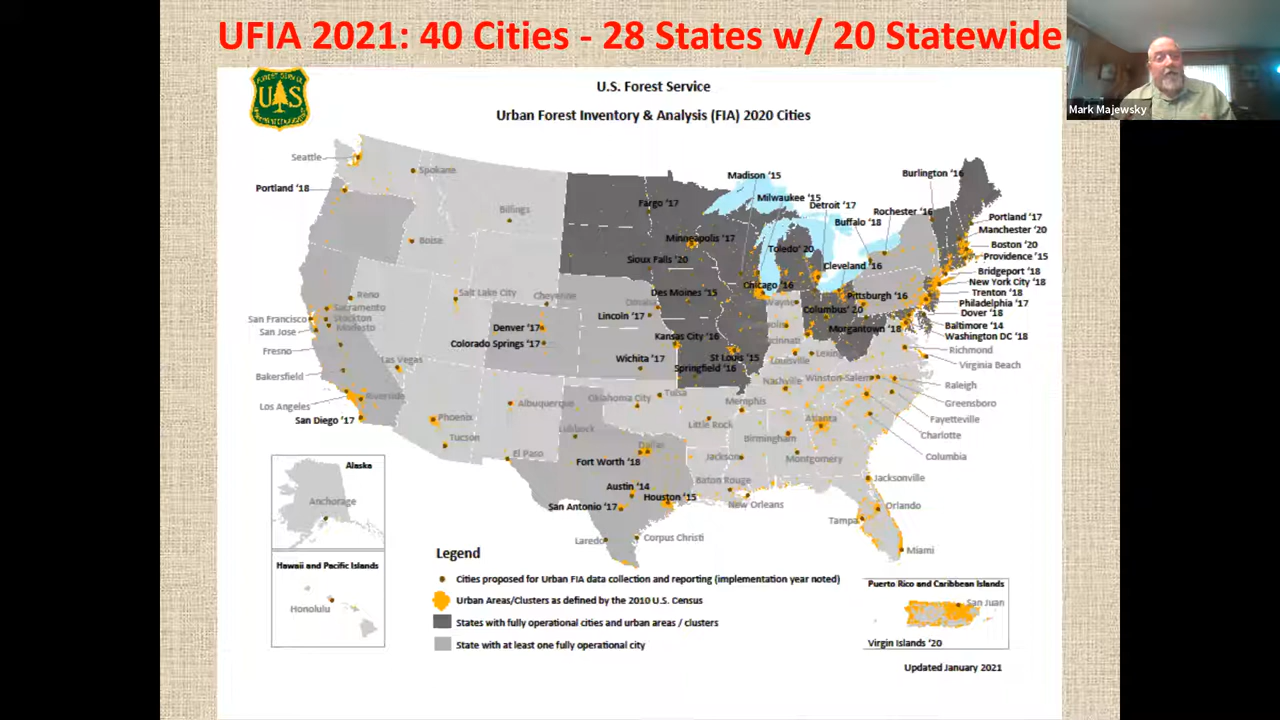 UFIA 2021: 40 Cities - 28 States w/ 20 Statewide
Mark Majewsky
U.S. Forest Service
Urban Forest Inventory & Analysis (FIA) 2020 Cities
FOREST SERVICE
UAS
Seattle
Spokane
Portland '18
Billings
Boise
Fargo '17
Minneapolis '17
Sioux Falls '20
Madison '15
Milwaukee '15
Detroit '17
Buffalo '18
Rochester '16
Burlington '16
Portland '17
Manchester '20
Boston '20
Providence '15
Bridgeport '18
New York City '18
Trenton '18
Philadelphia '17
Dover '18
Baltimore '14
Washington DC '18
Toledo '20
Cleveland '16
Chicago '16
Pittsburgh '16
Columbus '20
Morgantown '18
Des Moines '15
Omaha
Lincoln '17
Kansas City '16
St Louis '15
Springfield '16
Wichita '17
Salt Lake City
Cheyenne
Denver '17
Colorado Springs '17
Reno
Sacramento
San Francisco
Stockton
San Jose
Modesto
Fresno
Las Vegas
Bakersfield
Riverside
Los Angeles
San Diego '17
Phoenix
Tucson
Albuquerque
El Paso
Lubbock
Oklahoma City
Tulsa
Dallas
Fort Worth '18
Austin '14
Houston '15
San Antonio '17
Laredo
Corpus Christi
Little Rock
Memphis
Nashville
Louisville
Winston-Salem
Richmond
Virginia Beach
Raleigh
Greensboro
Fayetteville
Charlotte
Columbia
Atlanta
Birmingham
Montgomery
Jackson
Baton Rouge
New Orleans
Jacksonville
Orlando
Tampa
Miami
Alaska
Anchorage
Hawaii and Pacific Islands
Honolulu
Legend
Cities proposed for Urban FIA data collection and reporting (implementation year noted)
Urban Areas/Clusters as defined by the 2010 U.S. Census
States with fully operational cities and urban areas / clusters
State with at least one fully operational city
Puerto Rico and Caribbean Islands
San Juan
Virgin Islands '20
Updated January 2021